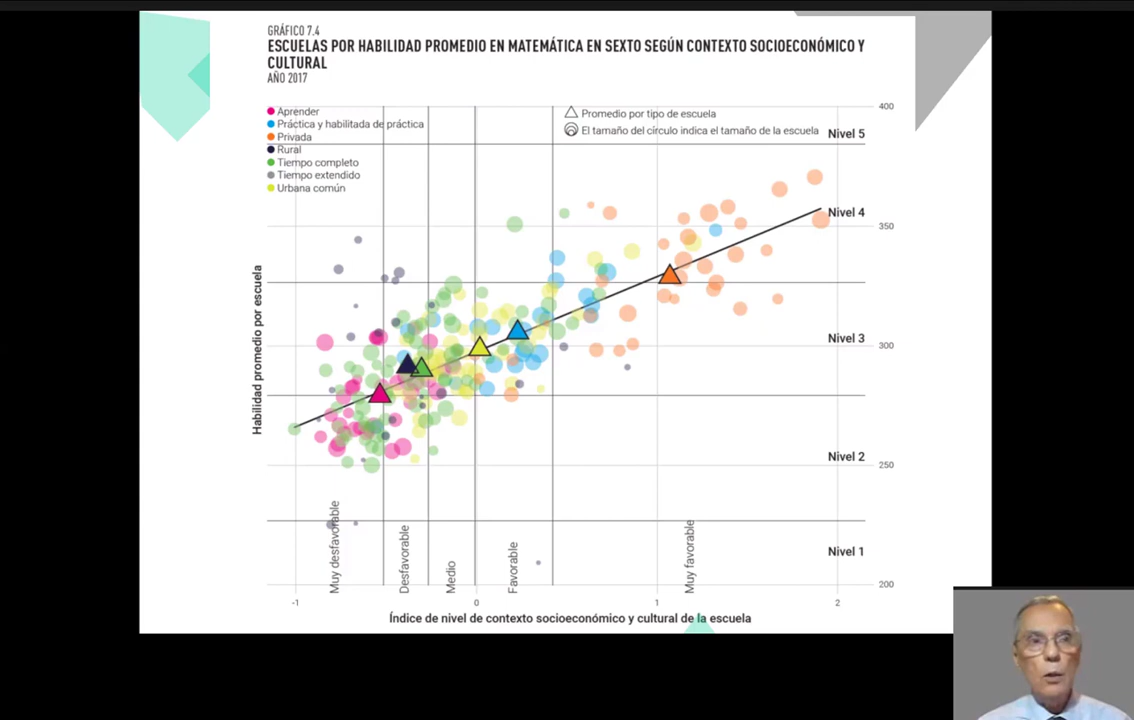 GRÁFICO 7.4
ESCUELAS POR HABILIDAD PROMEDIO EN MATEMÁTICA EN SEXTO SEGÚN CONTEXTO SOCIOECONÓMICO Y
CULTURAL
AÑO 2017
Aprender
Práctica y habilitada de práctica
Privada
Rural
Tiempo completo
Tiempo extendido
Urbana común
Promedio por tipo de escuela
El tamaño del círculo indica el tamaño de la escuela
400
Nivel 5
Nivel 4
350
Nivel 3
300
Nivel 2
250
Nivel 1
200
Habilidad promedio por escuela
Muy desfavorable
Desfavorable
Medio
Favorable
Muy favorable
-1
0
1
2
Índice de nivel de contexto socioeconómico y cultural de la escuela